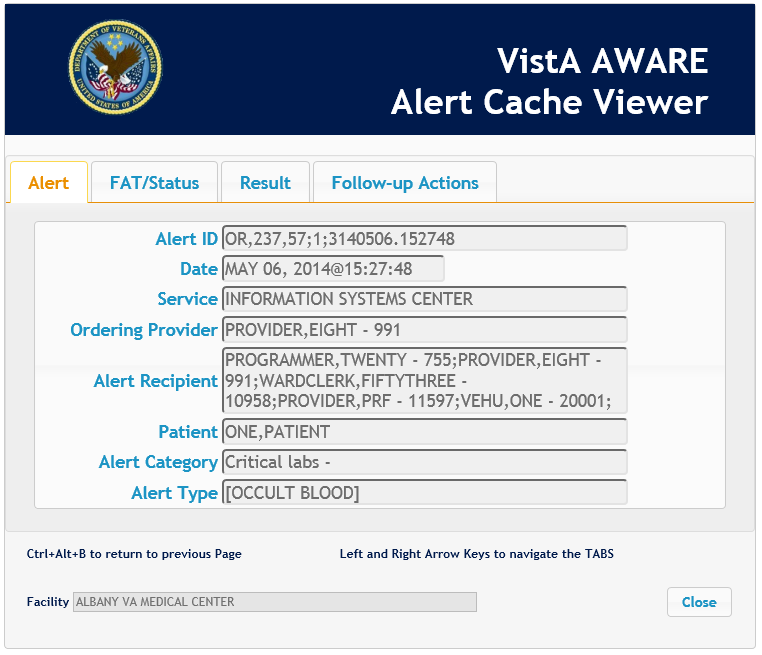 DEPARTMENT OF VETERANS AFFAIRS
UNITED STATES OF AMERICA
VistA AWARE
Alert Cache Viewer
Alert FAT/Status Result Follow-up Actions
Alert ID OR,237,57;1;3140506.152748
Date MAY 06, 2014@15:27:48
Service INFORMATION SYSTEMS CENTER
Ordering Provider PROVIDER,EIGHT - 991
Alert Recipient PROGRAMMER,TWENTY - 755;PROVIDER,EIGHT -
991;WARDCLERK,FIFTYTHREE -
10958;PROVIDER,PRF - 11597;VEHU,ONE - 20001;
Patient ONE,PATIENT
Alert Category Critical labs -
Alert Type [OCCULT BLOOD]
Ctrl+Alt+B to return to previous Page Left and Right Arrow Keys to navigate the TABS
Facility ALBANY VA MEDICAL CENTER Close